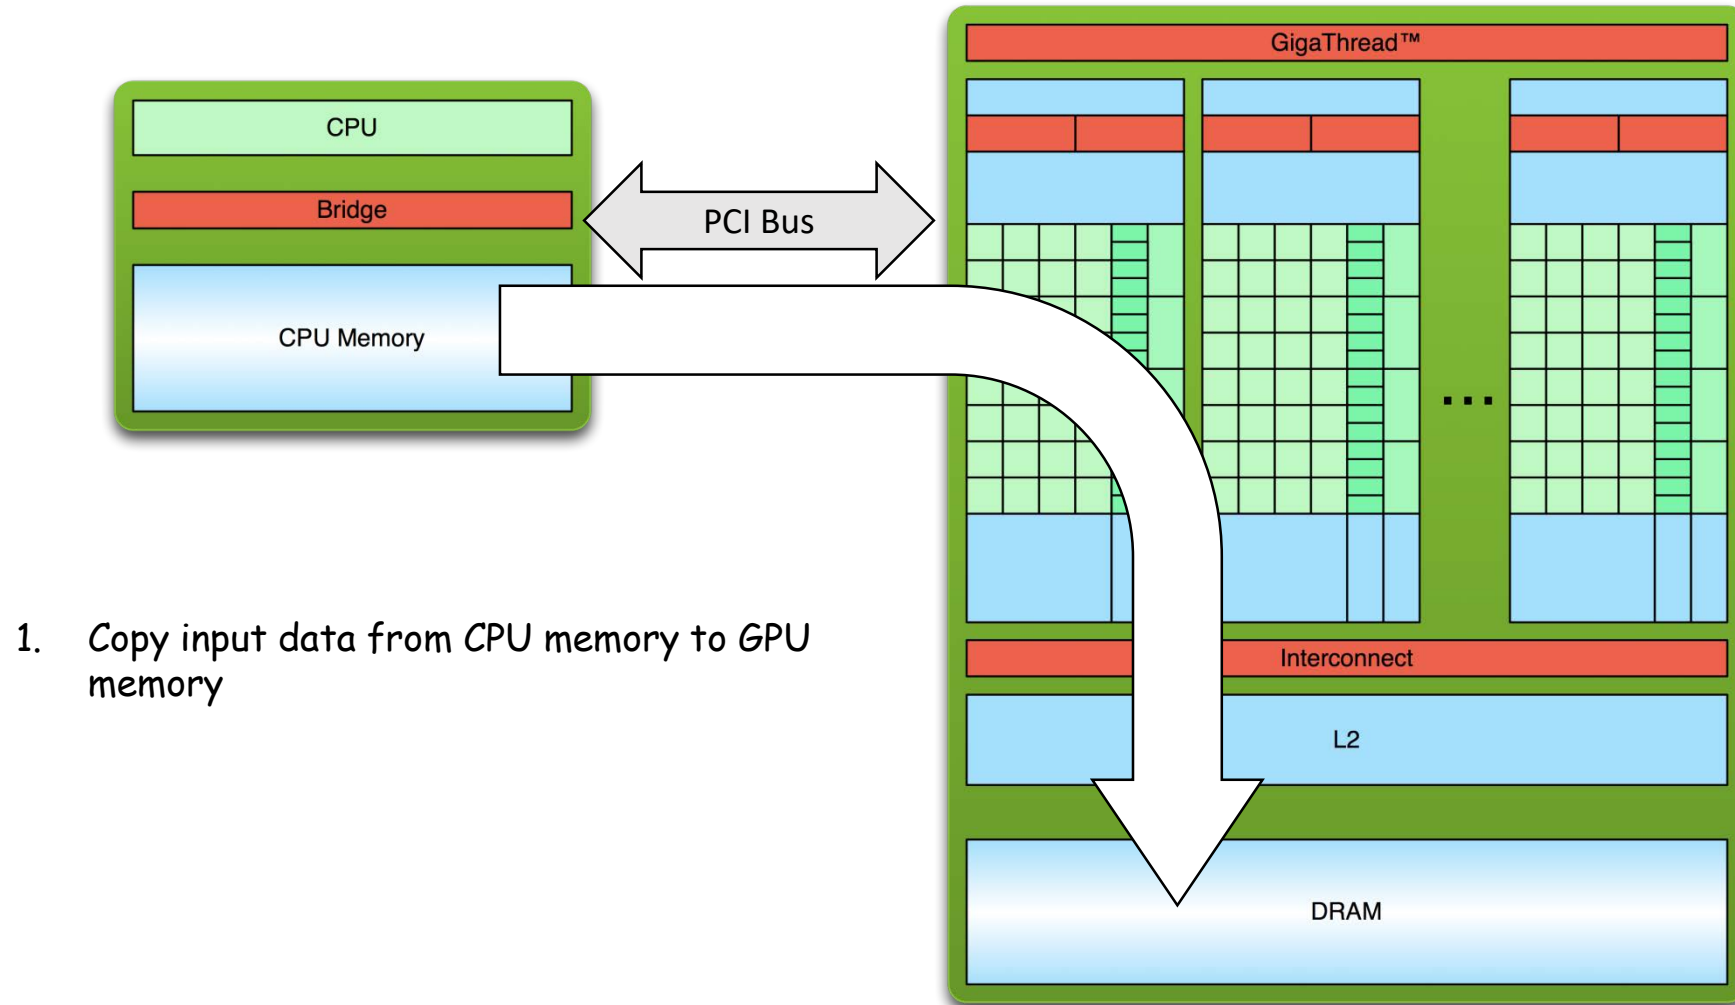 GigaThread™
CPU
Bridge
PCI Bus
CPU Memory
...
1. Copy input data from CPU memory to GPU
memory
Interconnect
L2
DRAM